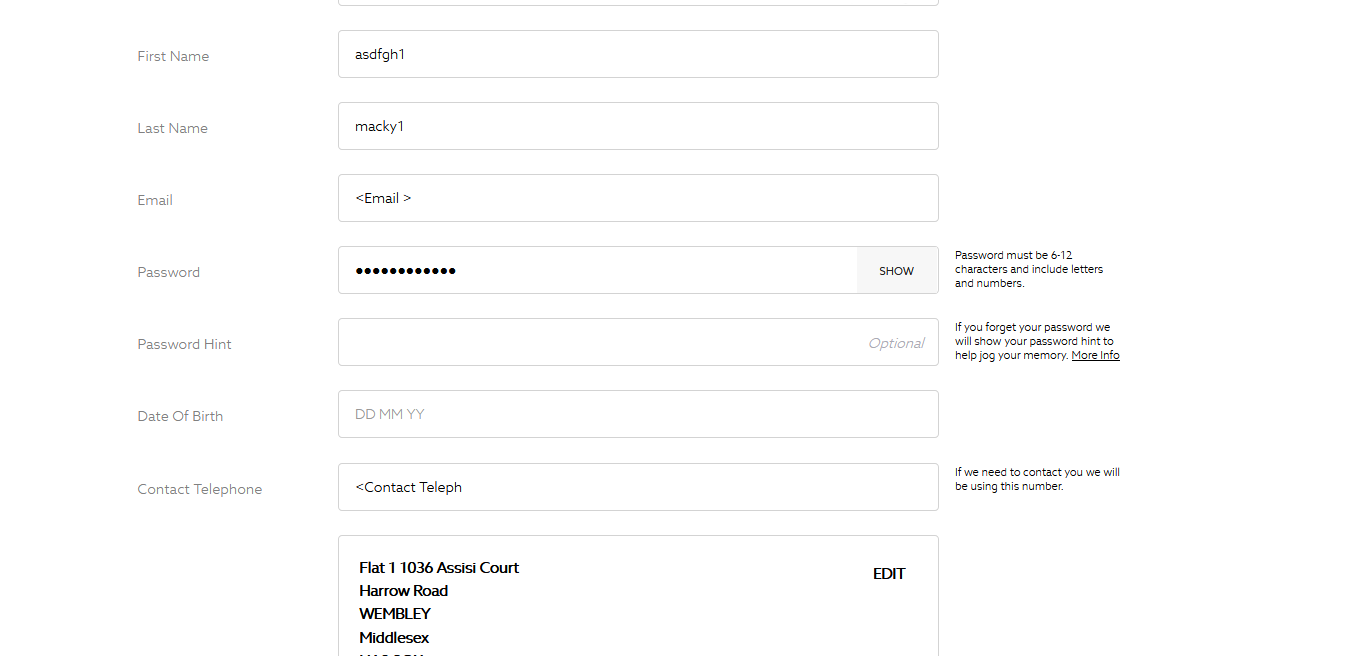 First Name
asdfgh1
Last Name
macky1
Email
<Email >
Password
••••••••••••
SHOW
Password must be 6-12
characters and include letters
and numbers.
Password Hint
Optional
If you forget your password we
will show your password hint to
help jog your memory. More Info
Date Of Birth
DD MM YY
Contact Telephone
<Contact Teleph
If we need to contact you we will
be using this number.
Flat 1 1036 Assisi Court
EDIT
Harrow Road
WEMBLEY
Middlesex